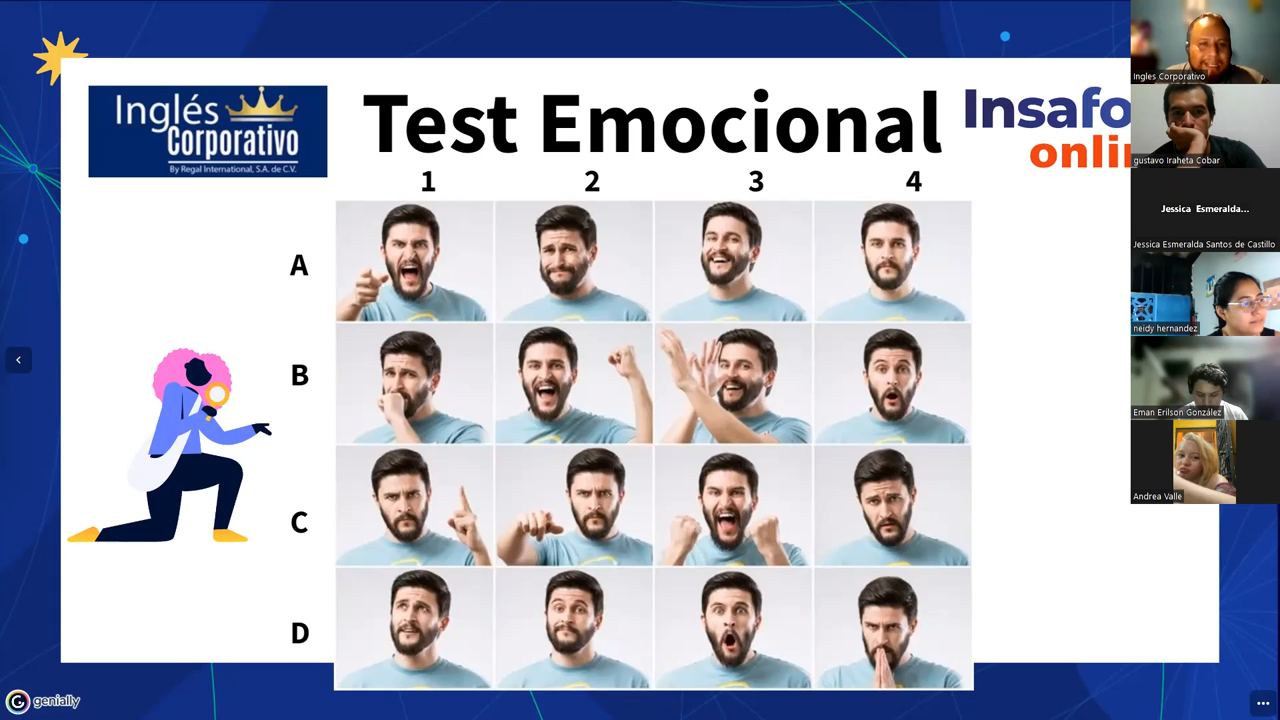 Inglés
Corporativo
By Regal International, S.A. de C.V.
Test Emocional
Insafo
onli
1 2 3 4
A
B
C
D
genially
Ingles Corporativo
gustavo Iraheta Cobar
Jessica Esmeralda...
Jessica Esmeralda Santos de Castillo
neidy hernandez
Eman Erilson González
Andrea Valle